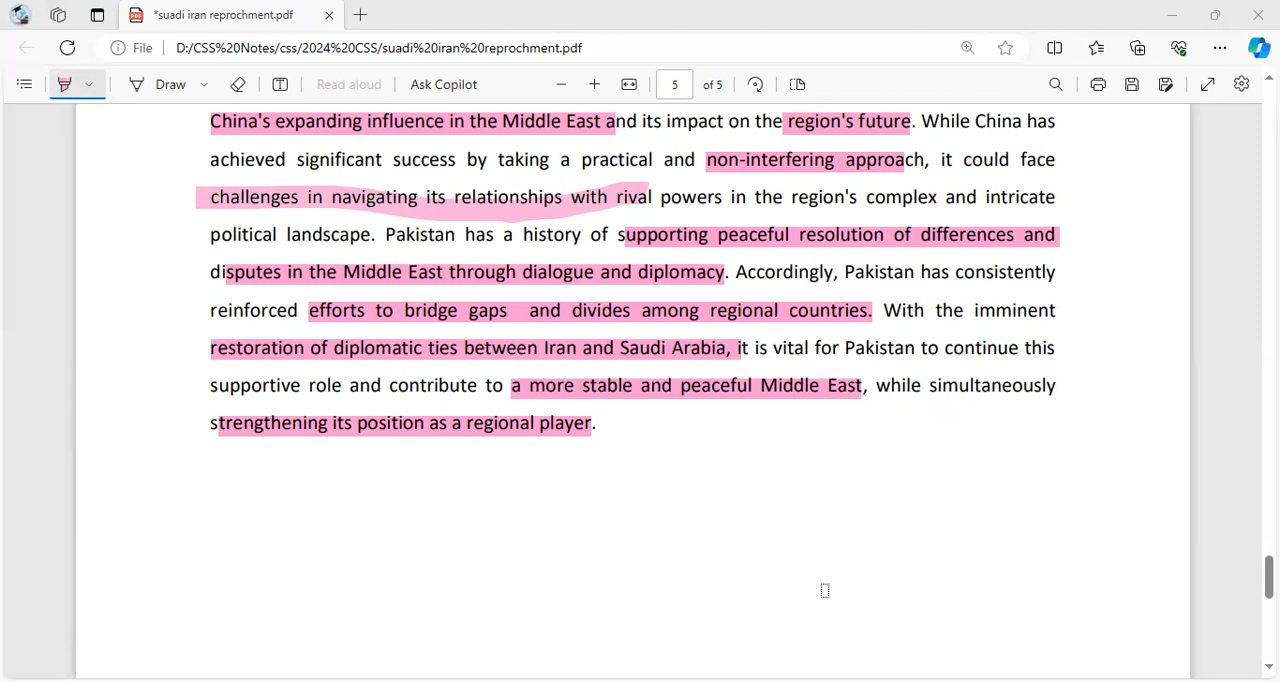 *suadi iran reprochment.pdf
File
D:/CSS%20Notes/css/2024%20CSS/suadi%20iran%20reprochment.pdf
Draw
Read aloud
Ask Copilot
5 of 5
China's expanding influence in the Middle East and its impact on the region's future. While China has
achieved significant success by taking a practical and non-interfering approach, it could face
challenges in navigating its relationships with rival powers in the region's complex and intricate
political landscape. Pakistan has a history of supporting peaceful resolution of differences and
disputes in the Middle East through dialogue and diplomacy. Accordingly, Pakistan has consistently
reinforced efforts to bridge gaps and divides among regional countries. With the imminent
restoration of diplomatic ties between Iran and Saudi Arabia, it is vital for Pakistan to continue this
supportive role and contribute to a more stable and peaceful Middle East, while simultaneously
strengthening its position as a regional player.